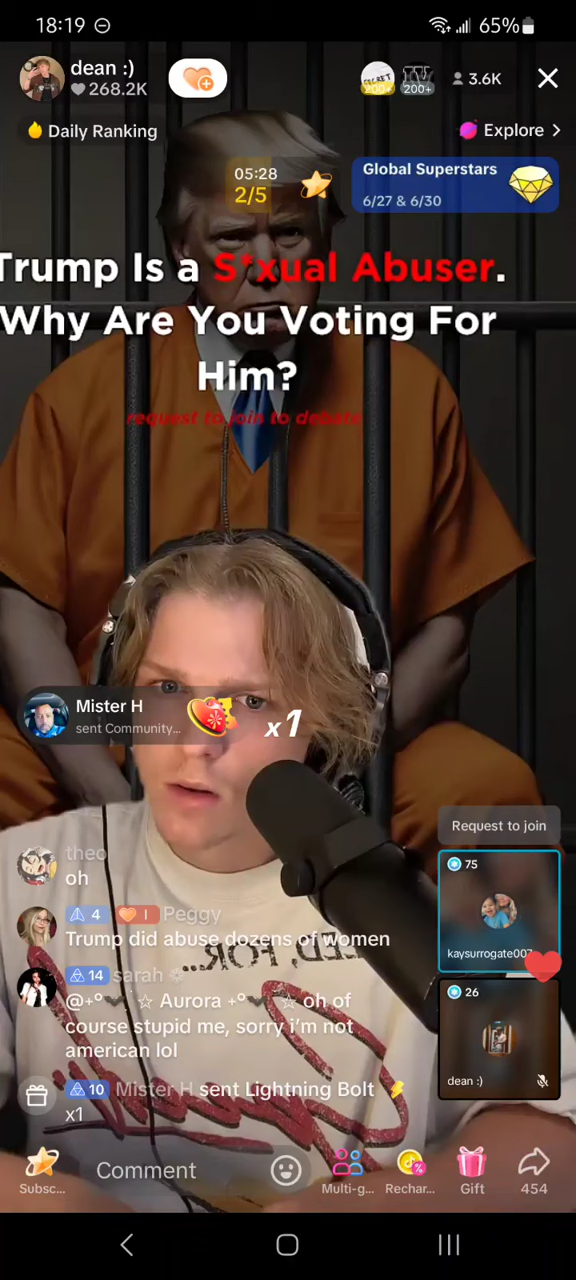 18:19
65%
dean :)
268.2K
200+
200+
3.6K
Daily Ranking
Explore >
05:28
2/5
Global Superstars
6/27 & 6/30
Trump Is a S*xual Abuser.
Why Are You Voting For
Him?
request to join to debate
Mister H
sent Community...
x1
Request to join
75
kaysurrogate007
theo
oh
4 I Peggy
Trump did abuse dozens of women
14 sarah
@+° ☆ Aurora +° ☆ oh of
course stupid me, sorry i'm not
american lol
26
dean :)
10 Mister H sent Lightning Bolt
x1
Subsc...
Comment
Multi-g...
Rechar...
Gift
454